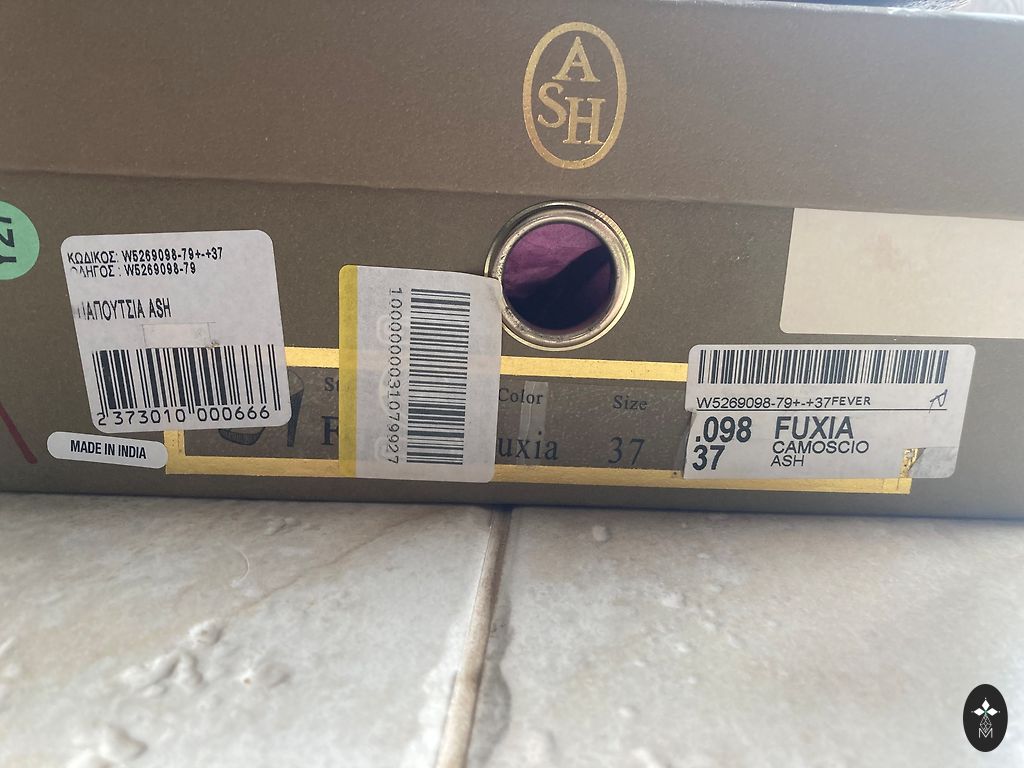 A
SH
Y27
ΚΩΔΙΚΟΣ: W5269098-79+-+37
ΟΔΗΓΟΣ : W5269098-79
ΠΑΠΟΥΤΣΙΑ ASH
2 373010 000666
MADE IN INDIA
1000000031079927
Color
uxia
Size
37
W5269098-79+-+37FEVER
.098 FUXIA
37 CAMOSCIO
ASH
M